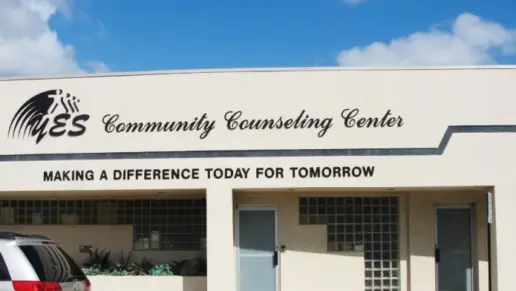 YES Community Counseling Center
MAKING A DIFFERENCE TODAY FOR TOMORROW